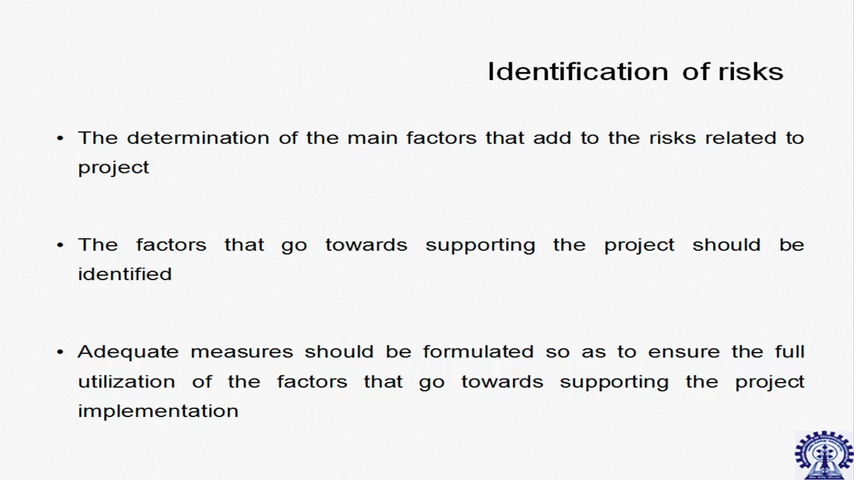 Identification of risks
• The determination of the main factors that add to the risks related to
project
• The factors that go towards supporting the project should be
identified
• Adequate measures should be formulated so as to ensure the full
utilization of the factors that go towards supporting the project
implementation